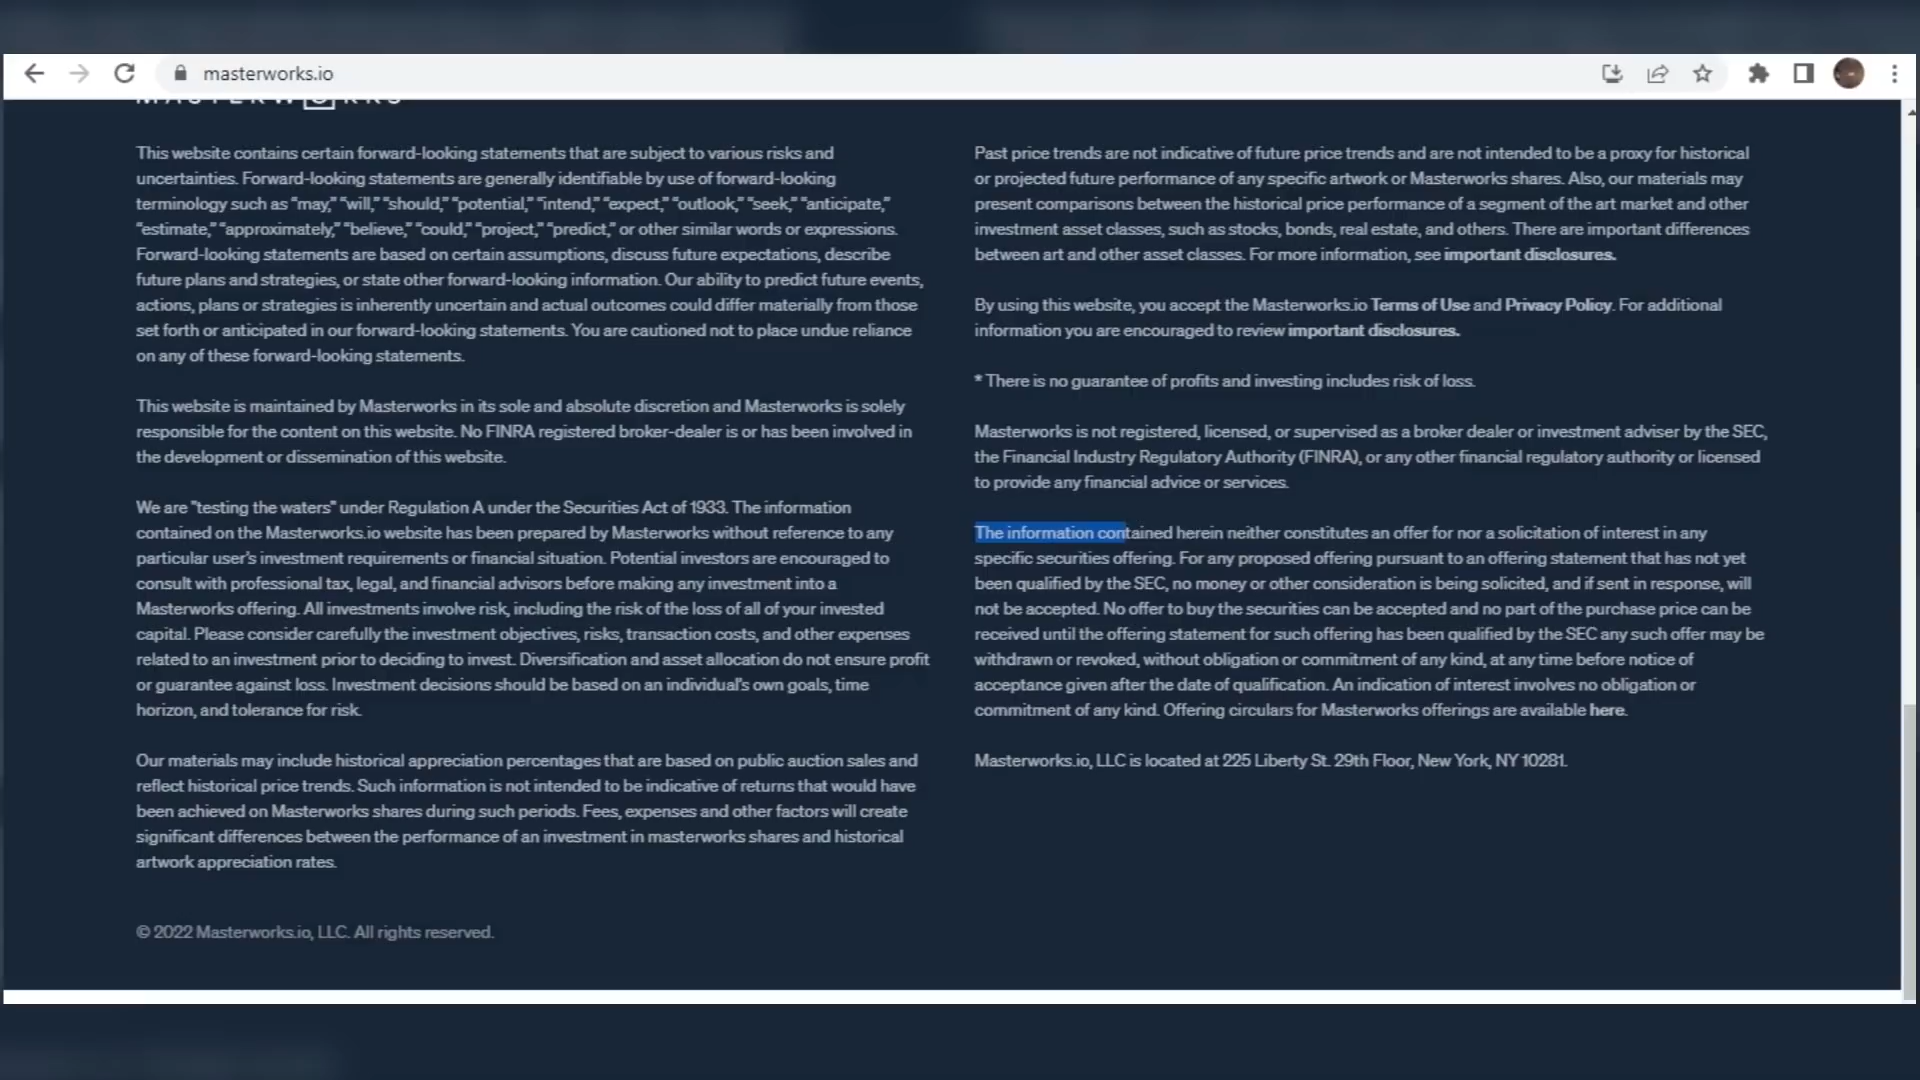 masterworks.io
MASTERWORKS
This website contains certain forward-looking statements that are subject to various risks and
uncertainties. Forward-looking statements are generally identifiable by use of forward-looking
terminology such as "may," "will," "should," "potential," "intend," "expect," "outlook," "seek," "anticipate,"
"estimate," "approximately," "believe," "could," "project," "predict," or other similar words or expressions.
Forward-looking statements are based on certain assumptions, discuss future expectations, describe
future plans and strategies, or state other forward-looking information. Our ability to predict future events,
actions, plans or strategies is inherently uncertain and actual outcomes could differ materially from those
set forth or anticipated in our forward-looking statements. You are cautioned not to place undue reliance
on any of these forward-looking statements.
This website is maintained by Masterworks in its sole and absolute discretion and Masterworks is solely
responsible for the content on this website. No FINRA registered broker-dealer is or has been involved in
the development or dissemination of this website.
We are "testing the waters" under Regulation A under the Securities Act of 1933. The information
contained on the Masterworks.io website has been prepared by Masterworks without reference to any
particular user's investment requirements or financial situation. Potential investors are encouraged to
consult with professional tax, legal, and financial advisors before making any investment into a
Masterworks offering. All investments involve risk, including the risk of the loss of all of your invested
capital. Please consider carefully the investment objectives, risks, transaction costs, and other expenses
related to an investment prior to deciding to invest. Diversification and asset allocation do not ensure profit
or guarantee against loss. Investment decisions should be based on an individual's own goals, time
horizon, and tolerance for risk.
Our materials may include historical appreciation percentages that are based on public auction sales and
reflect historical price trends. Such information is not intended to be indicative of returns that would have
been achieved on Masterworks shares during such periods. Fees, expenses and other factors will create
significant differences between the performance of an investment in masterworks shares and historical
artwork appreciation rates.
Past price trends are not indicative of future price trends and are not intended to be a proxy for historical
or projected future performance of any specific artwork or Masterworks shares. Also, our materials may
present comparisons between the historical price performance of a segment of the art market and other
investment asset classes, such as stocks, bonds, real estate, and others. There are important differences
between art and other asset classes. For more information, see important disclosures.
By using this website, you accept the Masterworks.io Terms of Use and Privacy Policy. For additional
information you are encouraged to review important disclosures.
* There is no guarantee of profits and investing includes risk of loss.
Masterworks is not registered, licensed, or supervised as a broker dealer or investment adviser by the SEC,
the Financial Industry Regulatory Authority (FINRA), or any other financial regulatory authority or licensed
to provide any financial advice or services.
The information contained herein neither constitutes an offer for nor a solicitation of interest in any
specific securities offering. For any proposed offering pursuant to an offering statement that has not yet
been qualified by the SEC, no money or other consideration is being solicited, and if sent in response, will
not be accepted. No offer to buy the securities can be accepted and no part of the purchase price can be
received until the offering statement for such offering has been qualified by the SEC any such offer may be
withdrawn or revoked, without obligation or commitment of any kind, at any time before notice of
acceptance given after the date of qualification. An indication of interest involves no obligation or
commitment of any kind. Offering circulars for Masterworks offerings are available here.
Masterworks.io, LLC is located at 225 Liberty St. 29th Floor, New York, NY 10281.
© 2022 Masterworks.io, LLC. All rights reserved.